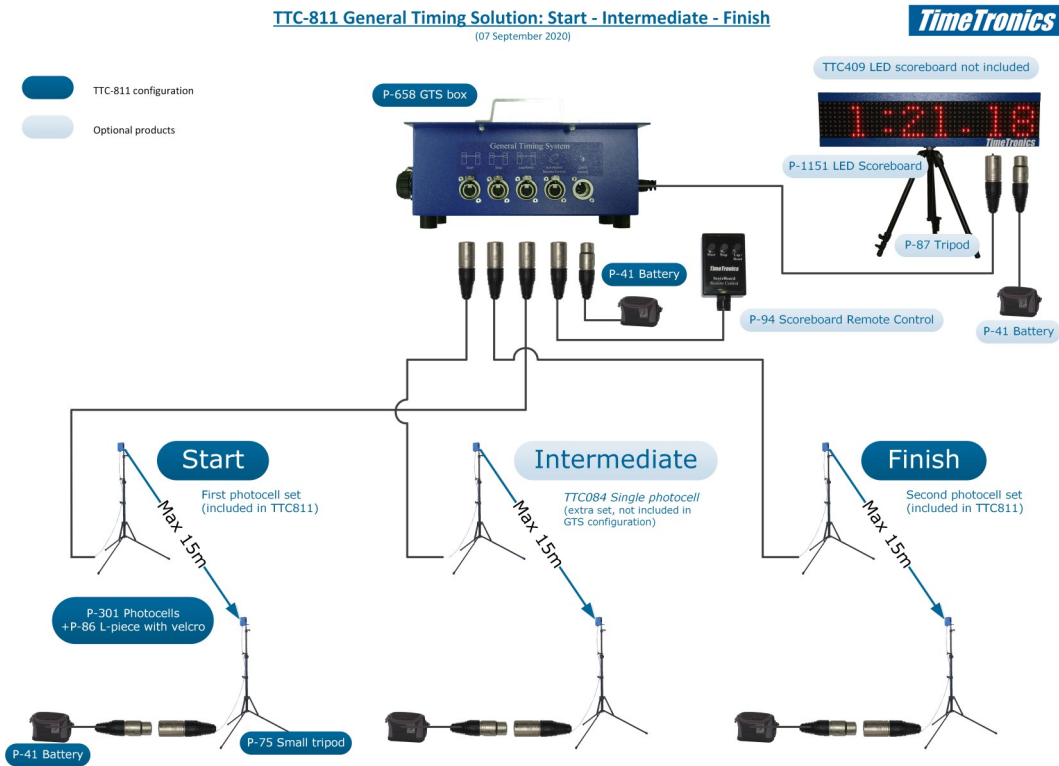 TTC-811 General Timing Solution: Start - Intermediate - Finish
(07 September 2020)
TimeTronics
TTC-811 configuration
Optional products
P-658 GTS box
TTC409 LED scoreboard not included
General Timing System
1:21.18
TimeTronics
P-1151 LED Scoreboard
P-87 Tripod
P-41 Battery
TimeTronics
ScoreBoard
Remote Control
P-94 Scoreboard Remote Control
P-41 Battery
Start
First photocell set
(included in TTC811)
Max 15m
Intermediate
TTC084 Single photocell
(extra set, not included in
GTS configuration)
Max 15m
Finish
Second photocell set
(included in TTC811)
Max 15m
P-301 Photocells
+P-86 L-piece with velcro
P-41 Battery
P-75 Small tripod